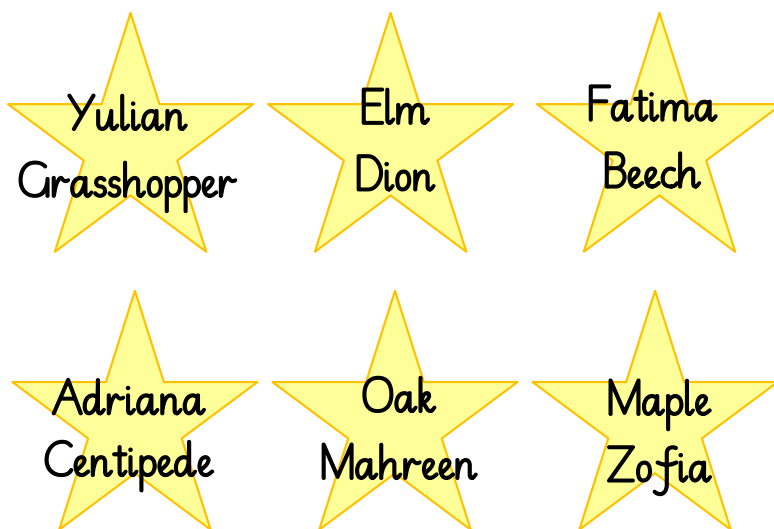 Yulian
Grasshopper
Elm
Dion
Fatima
Beech
Adriana
Centipede
Oak
Mahreen
Maple
Zofia